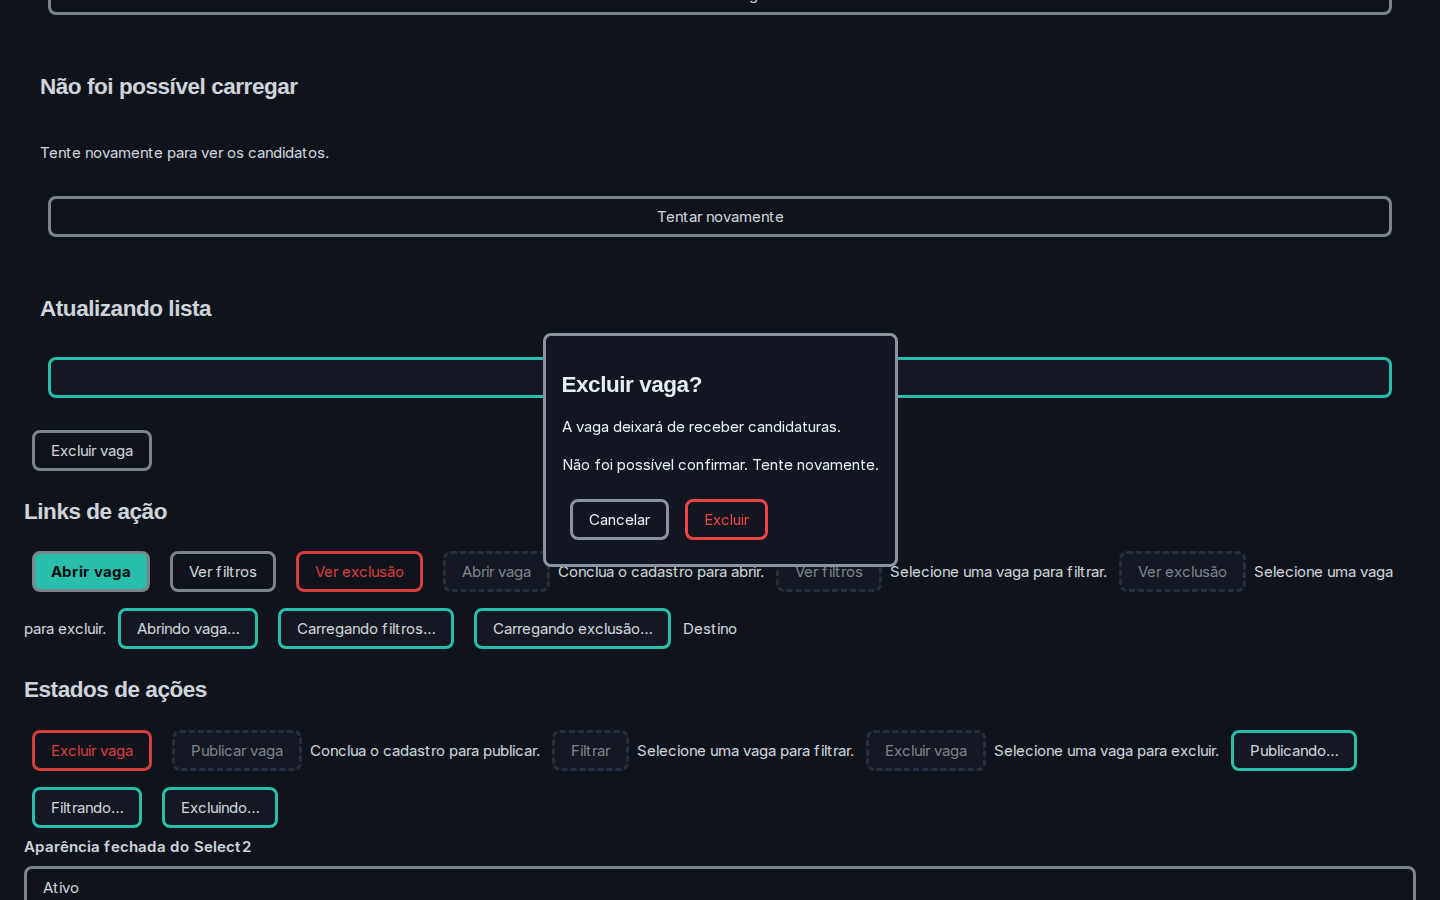 Não foi possível carregar
Tente novamente para ver os candidatos.
Tentar novamente
Atualizando lista
Excluir vaga?
A vaga deixará de receber candidaturas.
Não foi possível confirmar. Tente novamente.
Cancelar Excluir
Excluir vaga
Links de ação
Abrir vaga Ver filtros Ver exclusão Abrir vaga Conclua o cadastro para abrir. Ver filtros Selecione uma vaga para filtrar. Ver exclusão Selecione uma vaga
para excluir. Abrindo vaga... Carregando filtros... Carregando exclusão... Destino
Estados de ações
Excluir vaga Publicar vaga Conclua o cadastro para publicar. Filtrar Selecione uma vaga para filtrar. Excluir vaga Selecione uma vaga para excluir. Publicando...
Filtrando... Excluindo...
Aparência fechada do Select2
Ativo